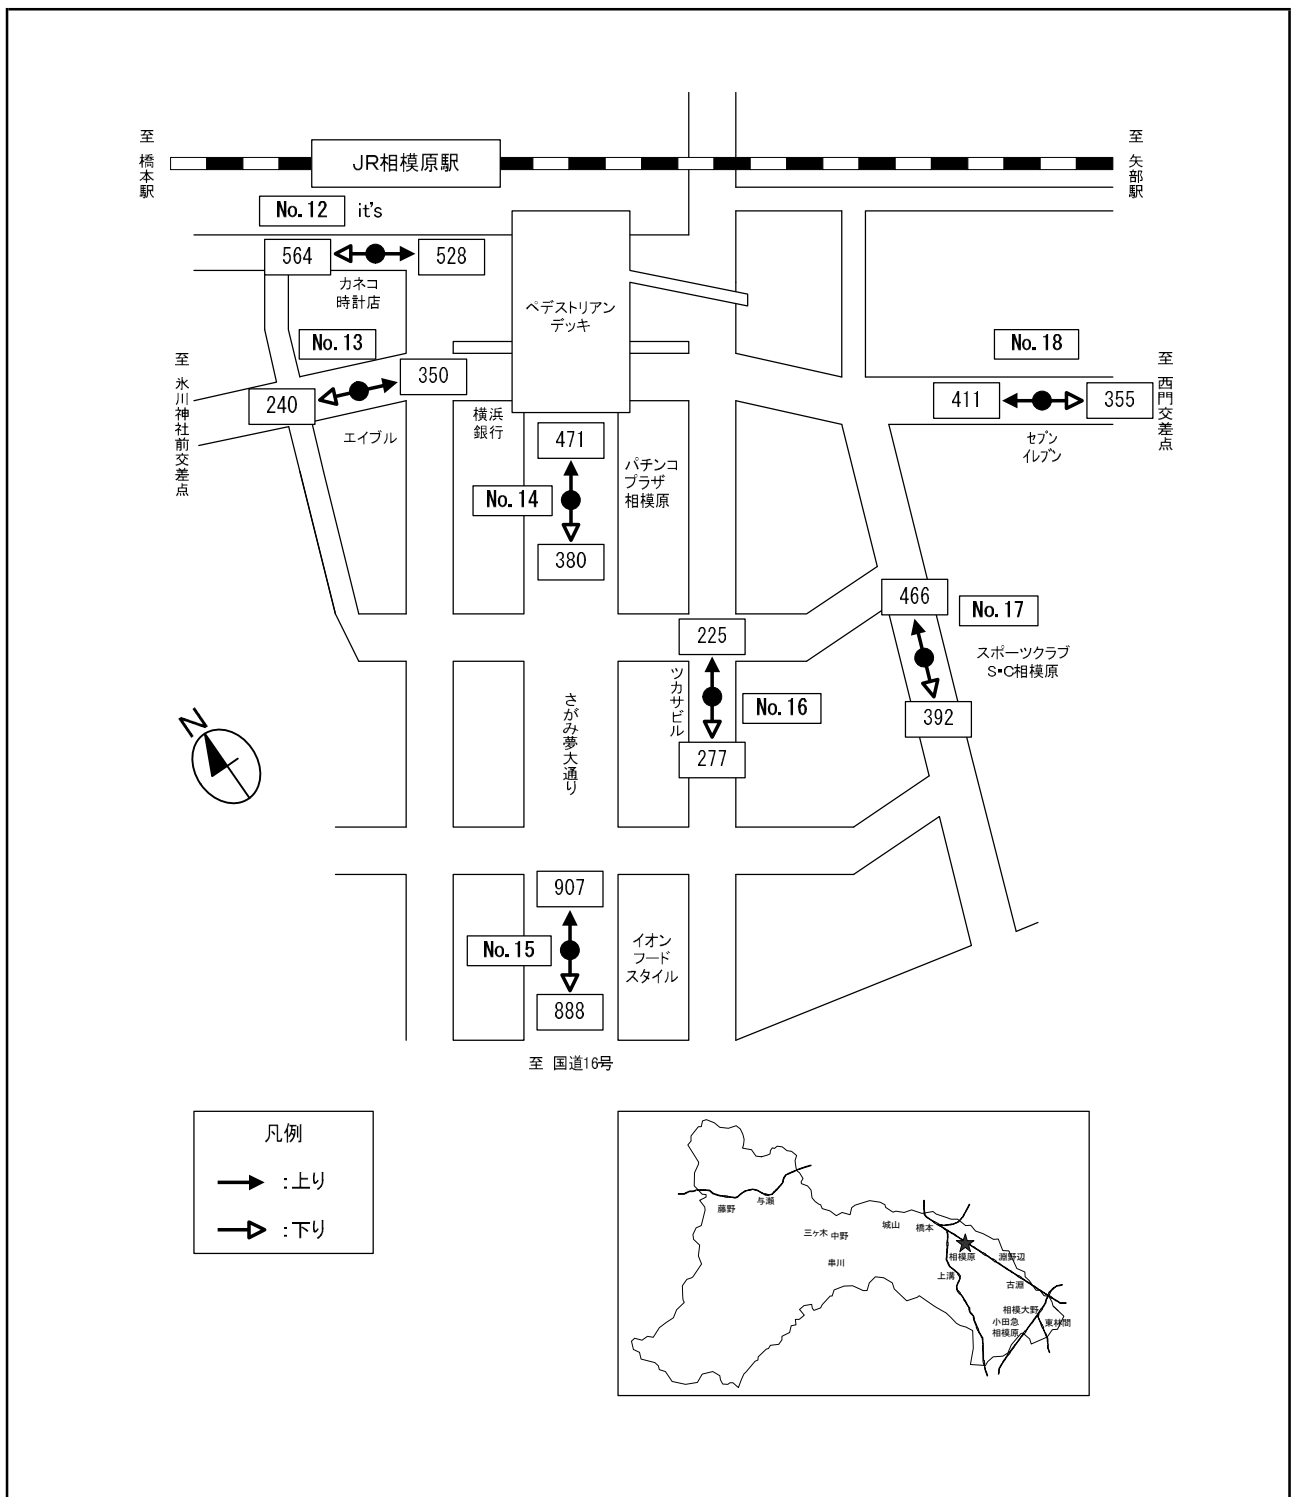 至 橋本駅
JR相模原駅
至 矢部駅
No.12
it's
564
528
カネコ
時計店
ペデストリアン
デッキ
No.13
No.18
至 氷川神社前交差点
350
240
至 西門交差点
411
355
エイブル
横浜
銀行
471
セブン
イレブン
パチンコ
プラザ
相模原
No.14
380
466
No.17
225
スポーツクラブ
S・C相模原
ツカサビル
No.16
392
277
さがみ夢大通り
N
907
No.15
イオン
フード
スタイル
888
至 国道16号
凡例
:上り
:下り
藤野
与瀬
三ヶ木
中野
城山
橋本
串川
相模原
淵野辺
上溝
古淵
相模大野
小田急
相模原
東林間